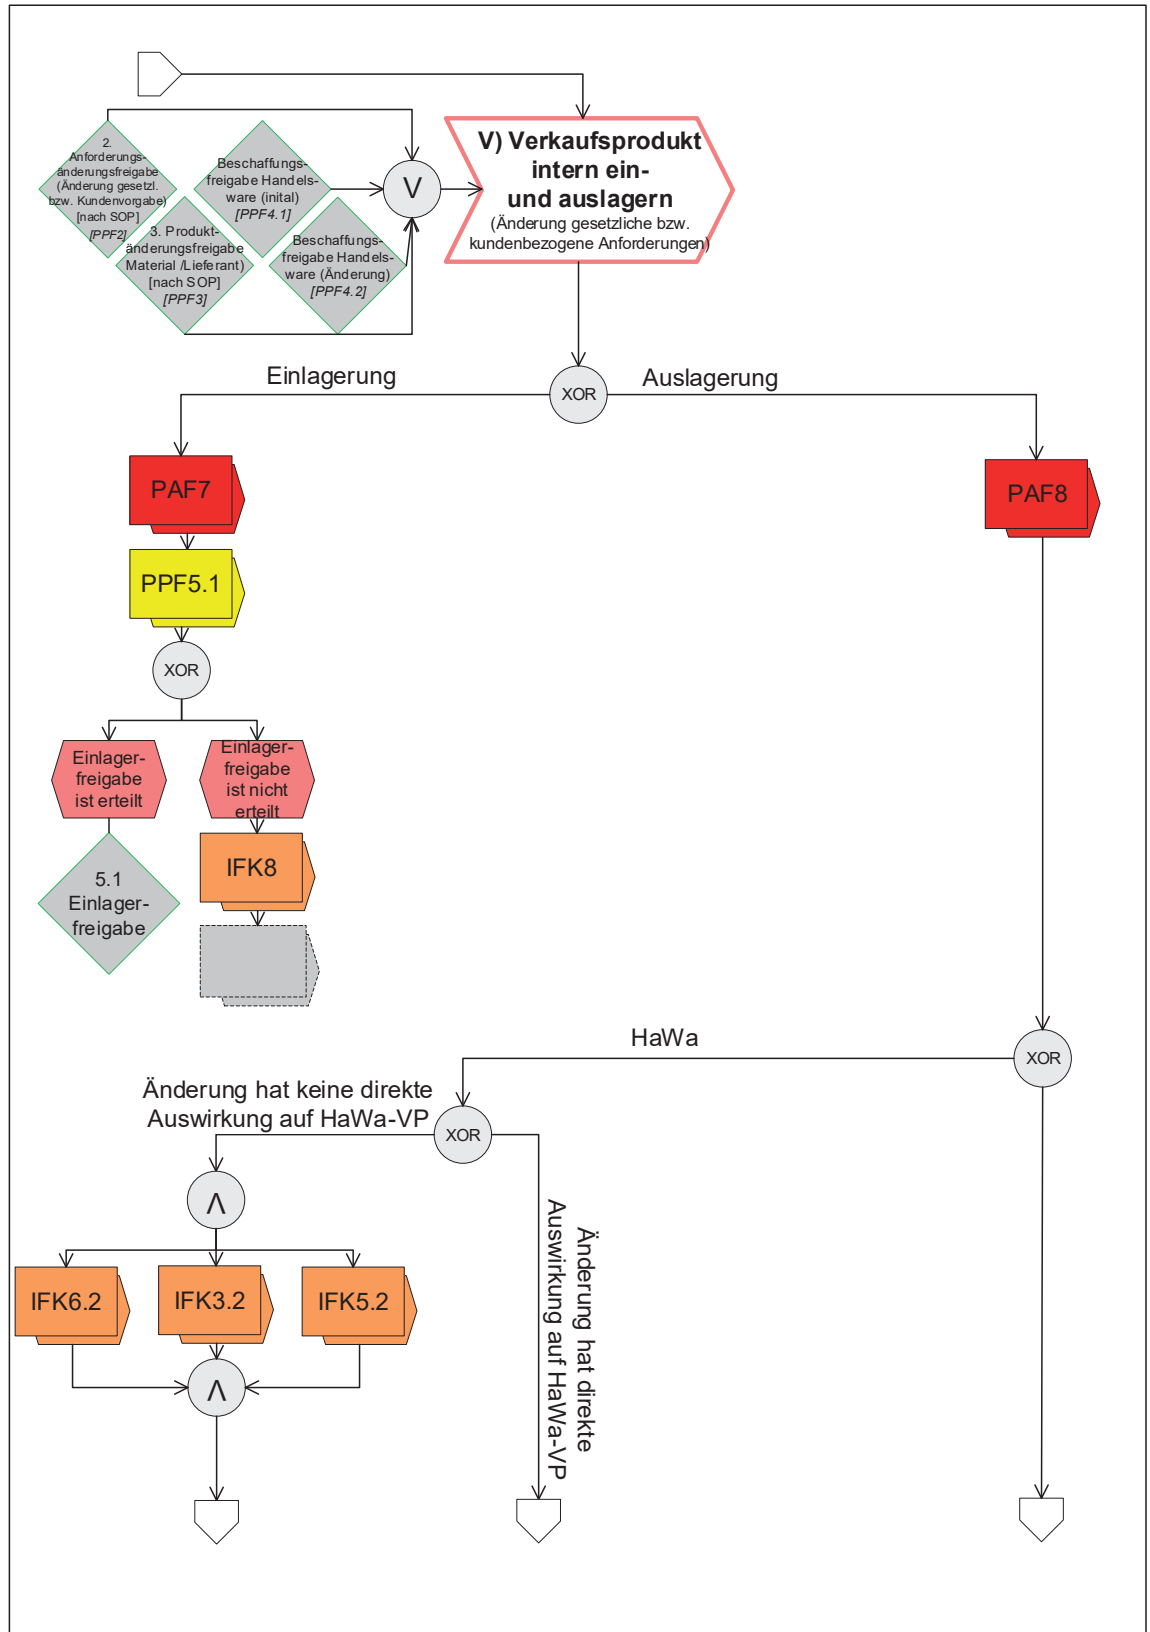 2.
Anforderungs-
änderungsfreigabe
(Änderung gesetzl.
bzw. Kundenvorgabe)
[nach SOP]
[PPF2]
Beschaffungs-
freigabe Handels-
ware (inital)
[PPF4.1]
3. Produkt-
änderungsfreigabe
Material /Lieferant)
[nach SOP]
[PPF3]
Beschaffungs-
freigabe Handels-
ware (Änderung)
[PPF4.2]
V
V) Verkaufsprodukt
intern ein-
und auslagern
(Änderung gesetzliche bzw.
kundenbezogene Anforderungen)
Einlagerung
XOR
Auslagerung
PAF7
PAF8
PPF5.1
XOR
Einlager-
freigabe
ist erteilt
Einlager-
freigabe
ist nicht
erteilt
5.1
Einlager-
freigabe
IFK8
HaWa
XOR
Änderung hat keine direkte
Auswirkung auf HaWa-VP
XOR
Änderung hat direkte
Auswirkung auf HaWa-VP
Λ
IFK6.2
IFK3.2
IFK5.2
Λ